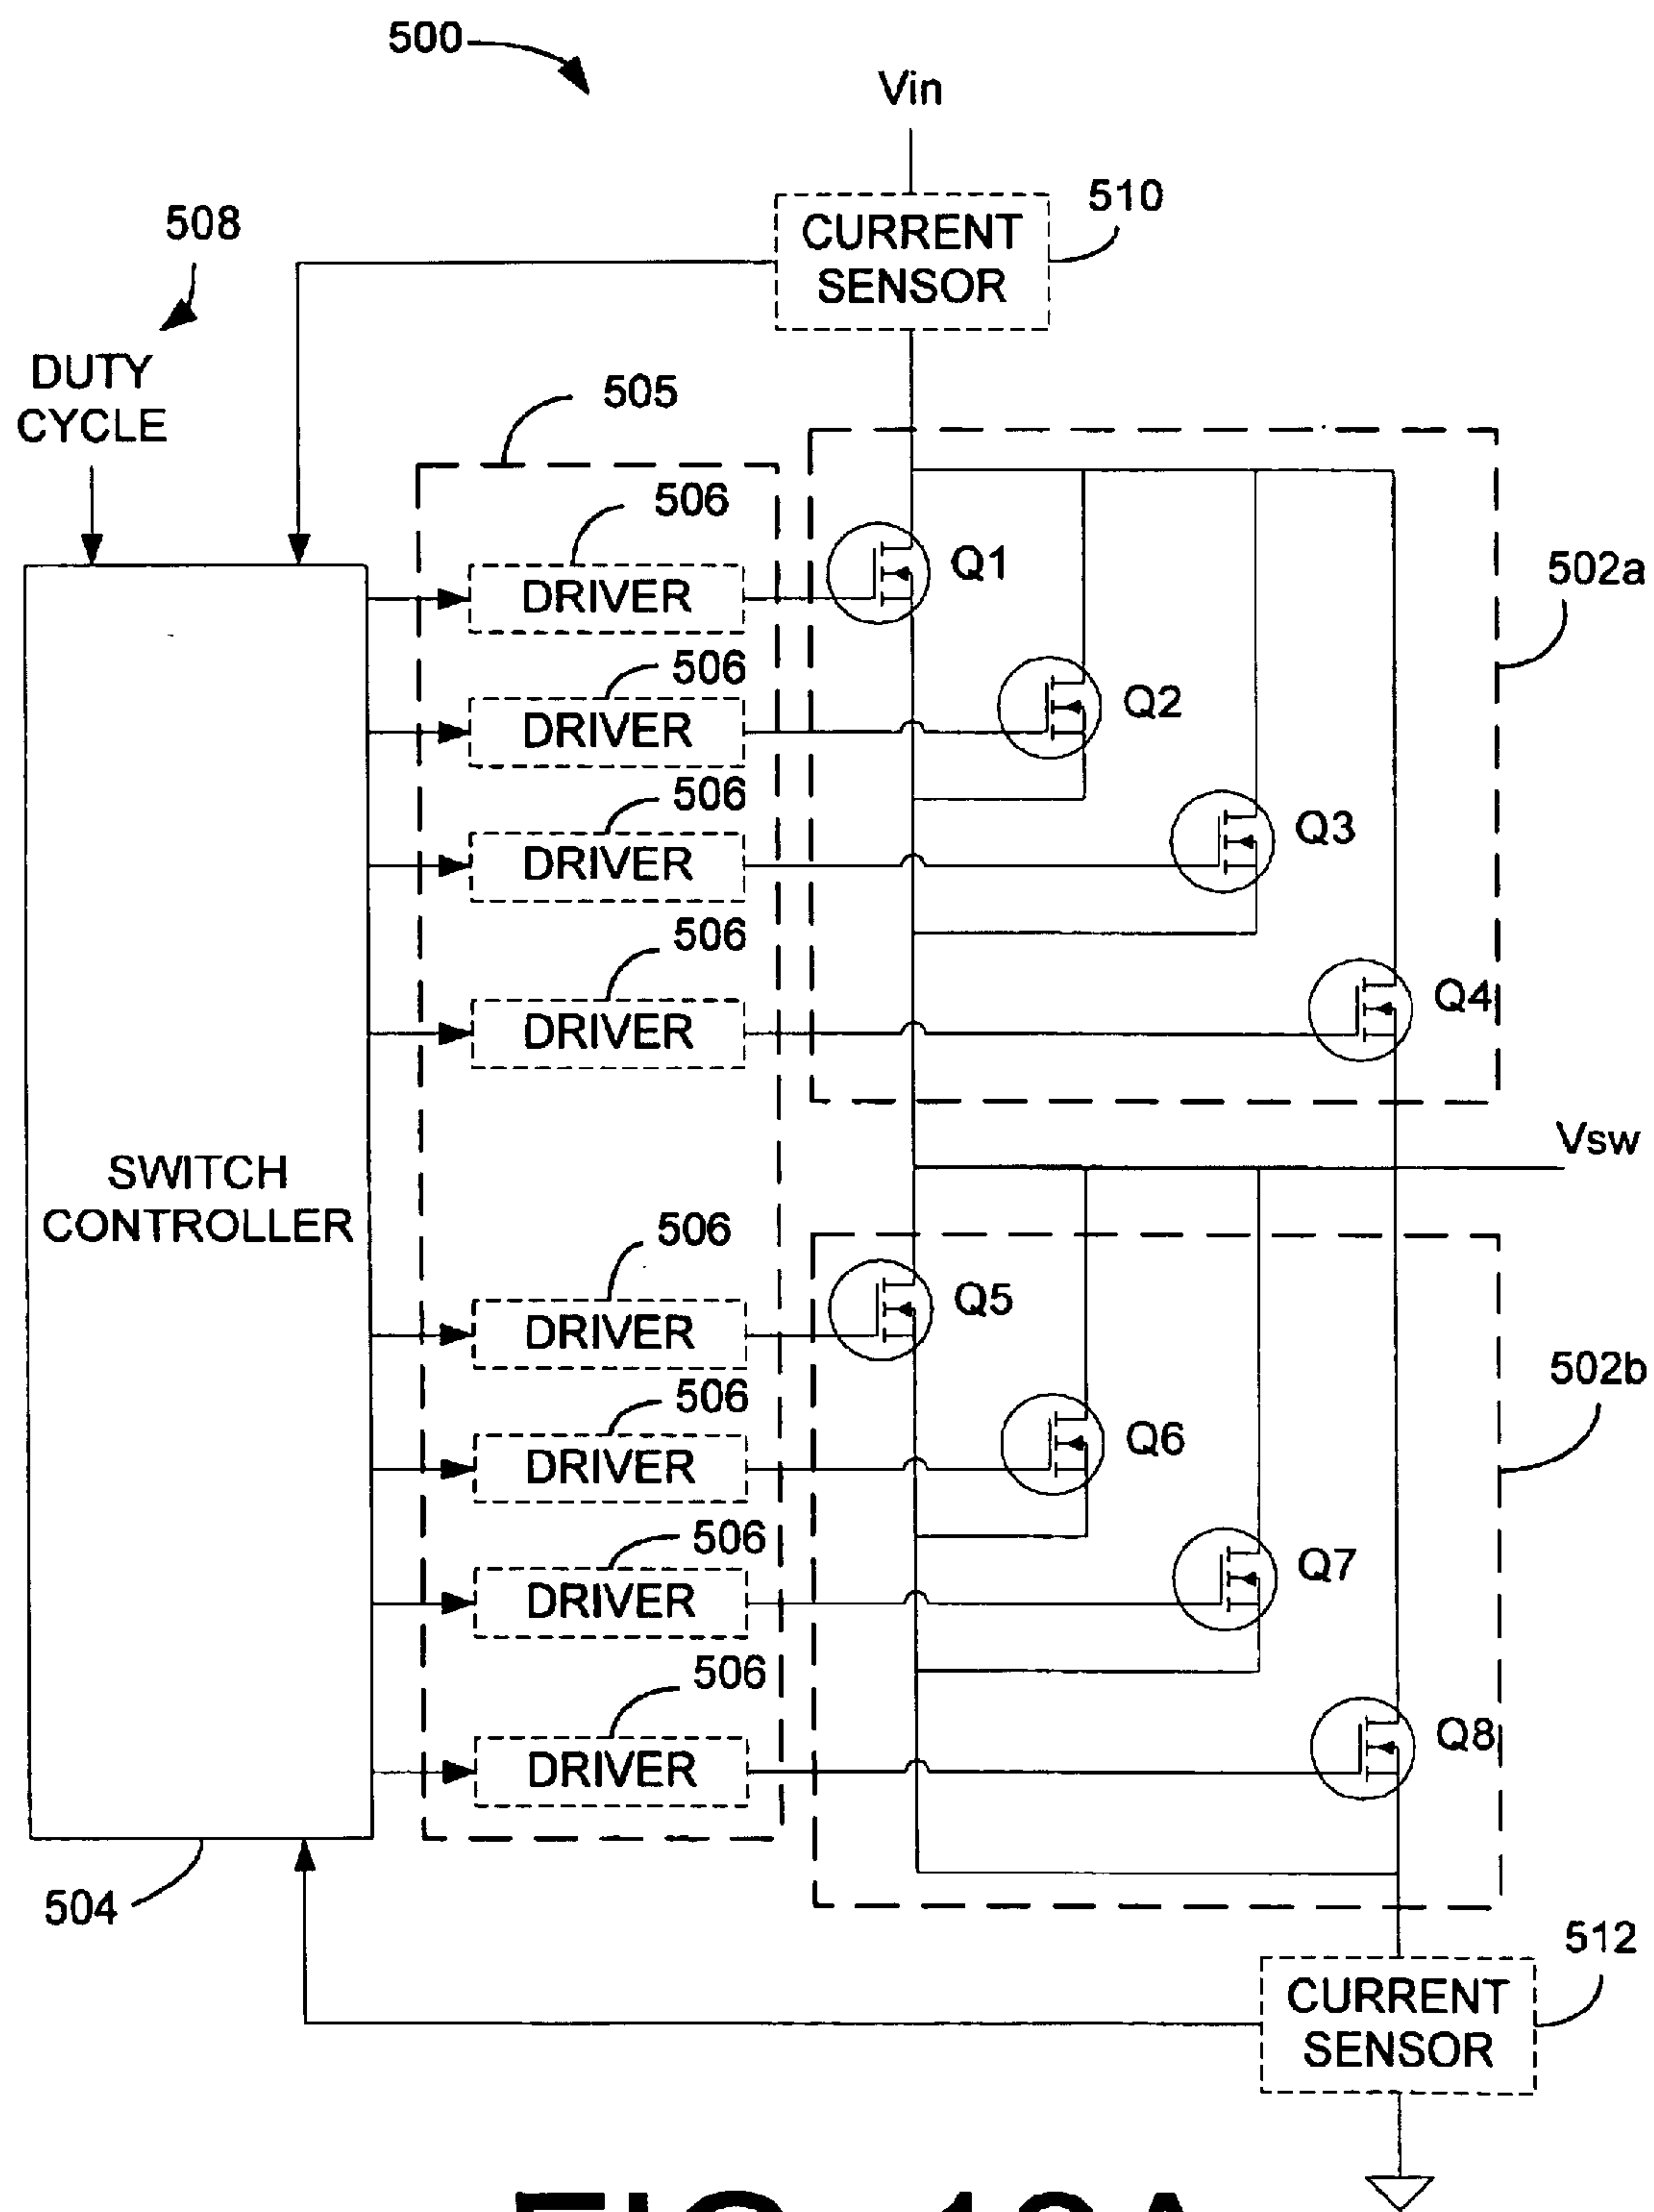 500
Vin
510
CURRENT
SENSOR
508
DUTY
CYCLE
505
506
DRIVER
Q1
502a
506
DRIVER
Q2
506
DRIVER
Q3
506
DRIVER
Q4
Vsw
SWITCH
CONTROLLER
506
DRIVER
Q5
502b
506
DRIVER
Q6
506
DRIVER
Q7
506
DRIVER
Q8
504
512
CURRENT
SENSOR